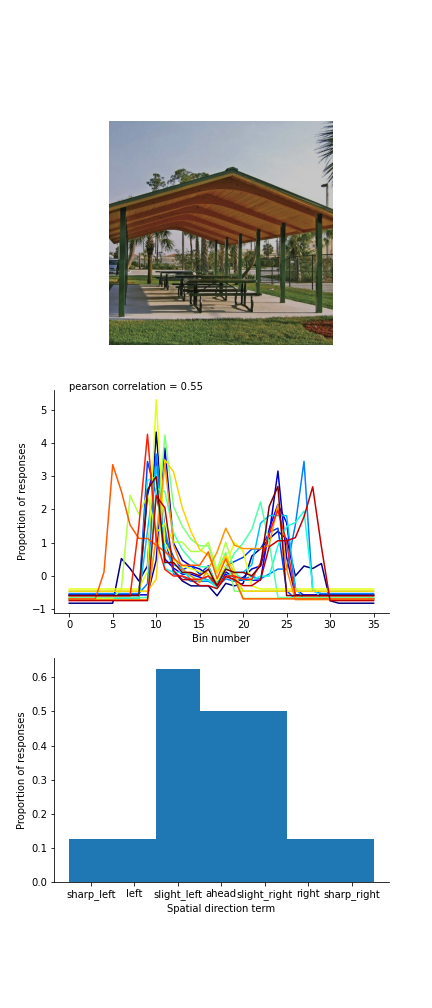 pearson correlation = 0.55
Proportion of responses
5
4
3
2
1
0
−1
0 5 10 15 20 25 30 35
Bin number
Proportion of responses
0.6
0.5
0.4
0.3
0.2
0.1
0.0
sharp_left left slight_left ahead slight_right right sharp_right
Spatial direction term